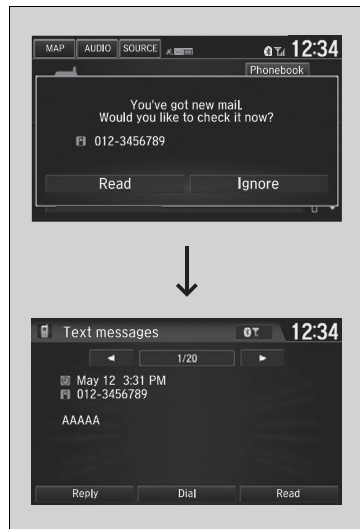 MAP AUDIO SOURCE 12:34
Phonebook
You've got new mail.
Would you like to check it now?
012-3456789
Read Ignore
Text messages 12:34
1/20
May 12 3:31 PM
012-3456789
AAAAA
Reply Dial Read